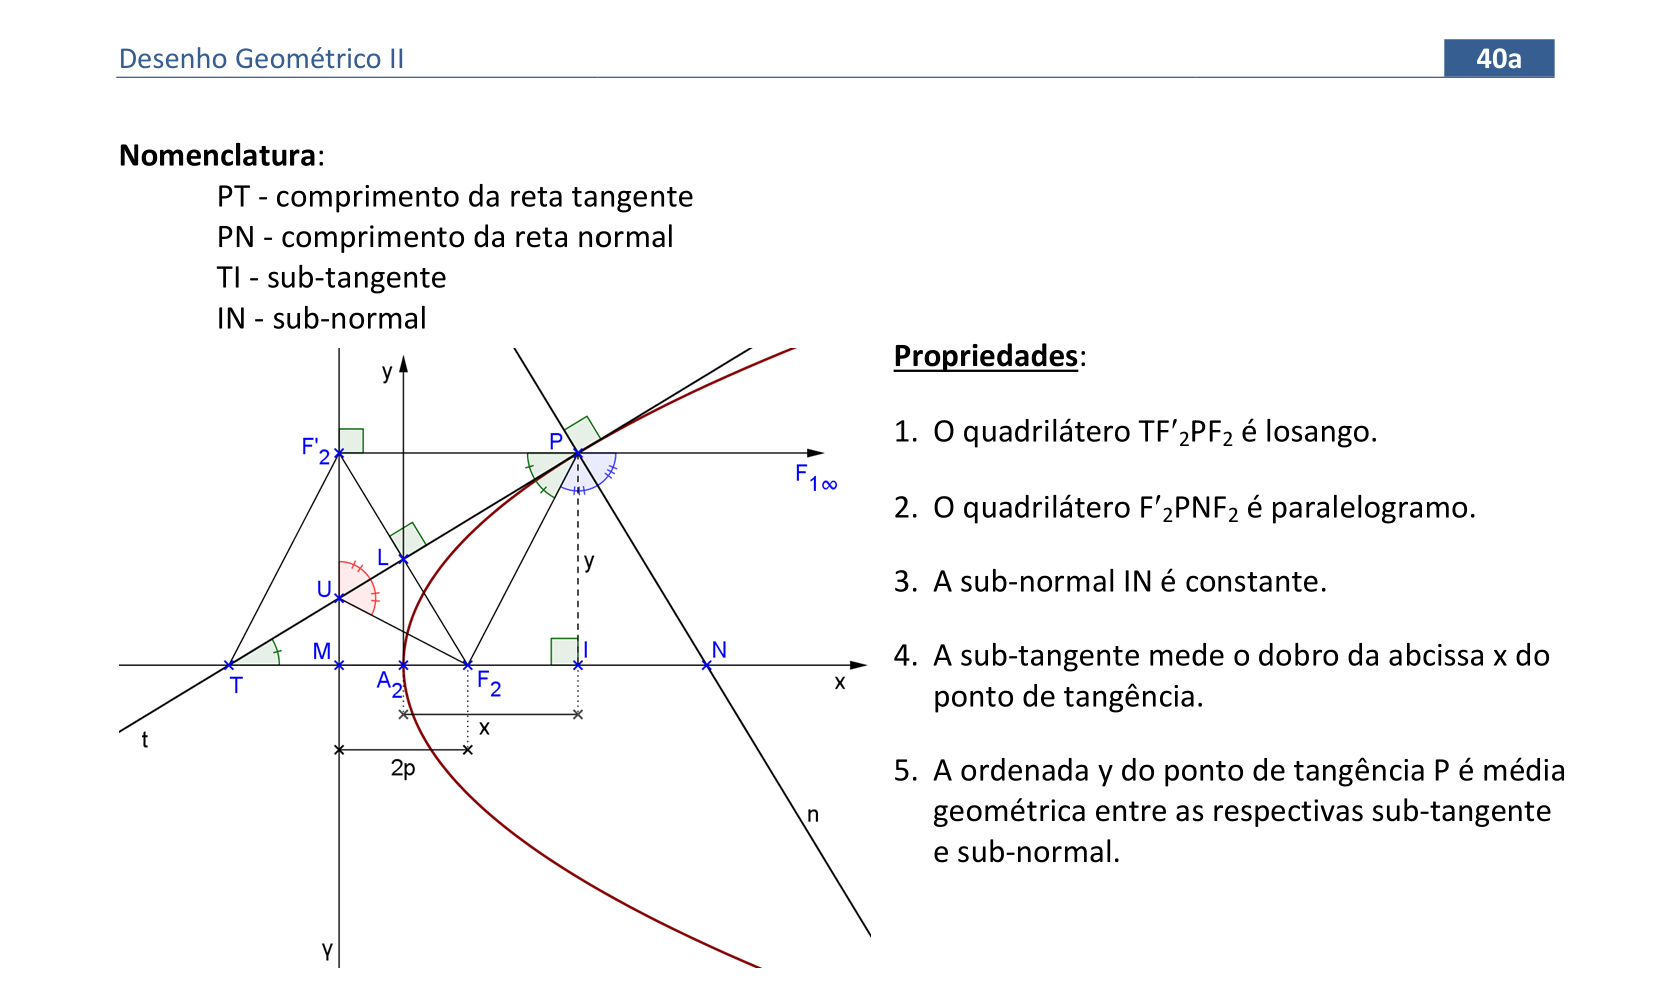 Desenho Geométrico II
40a
Nomenclatura:
PT - comprimento da reta tangente
PN - comprimento da reta normal
TI - sub-tangente
IN - sub-normal
y
F'₂
P
F₁∞
L
U
y
M
I
N
T
A₂
F₂
x
t
x
2p
n
γ
Propriedades:
1. O quadrilátero TF′₂PF₂ é losango.
2. O quadrilátero F′₂PNF₂ é paralelogramo.
3. A sub-normal IN é constante.
4. A sub-tangente mede o dobro da abcissa x do
ponto de tangência.
5. A ordenada y do ponto de tangência P é média
geométrica entre as respectivas sub-tangente
e sub-normal.